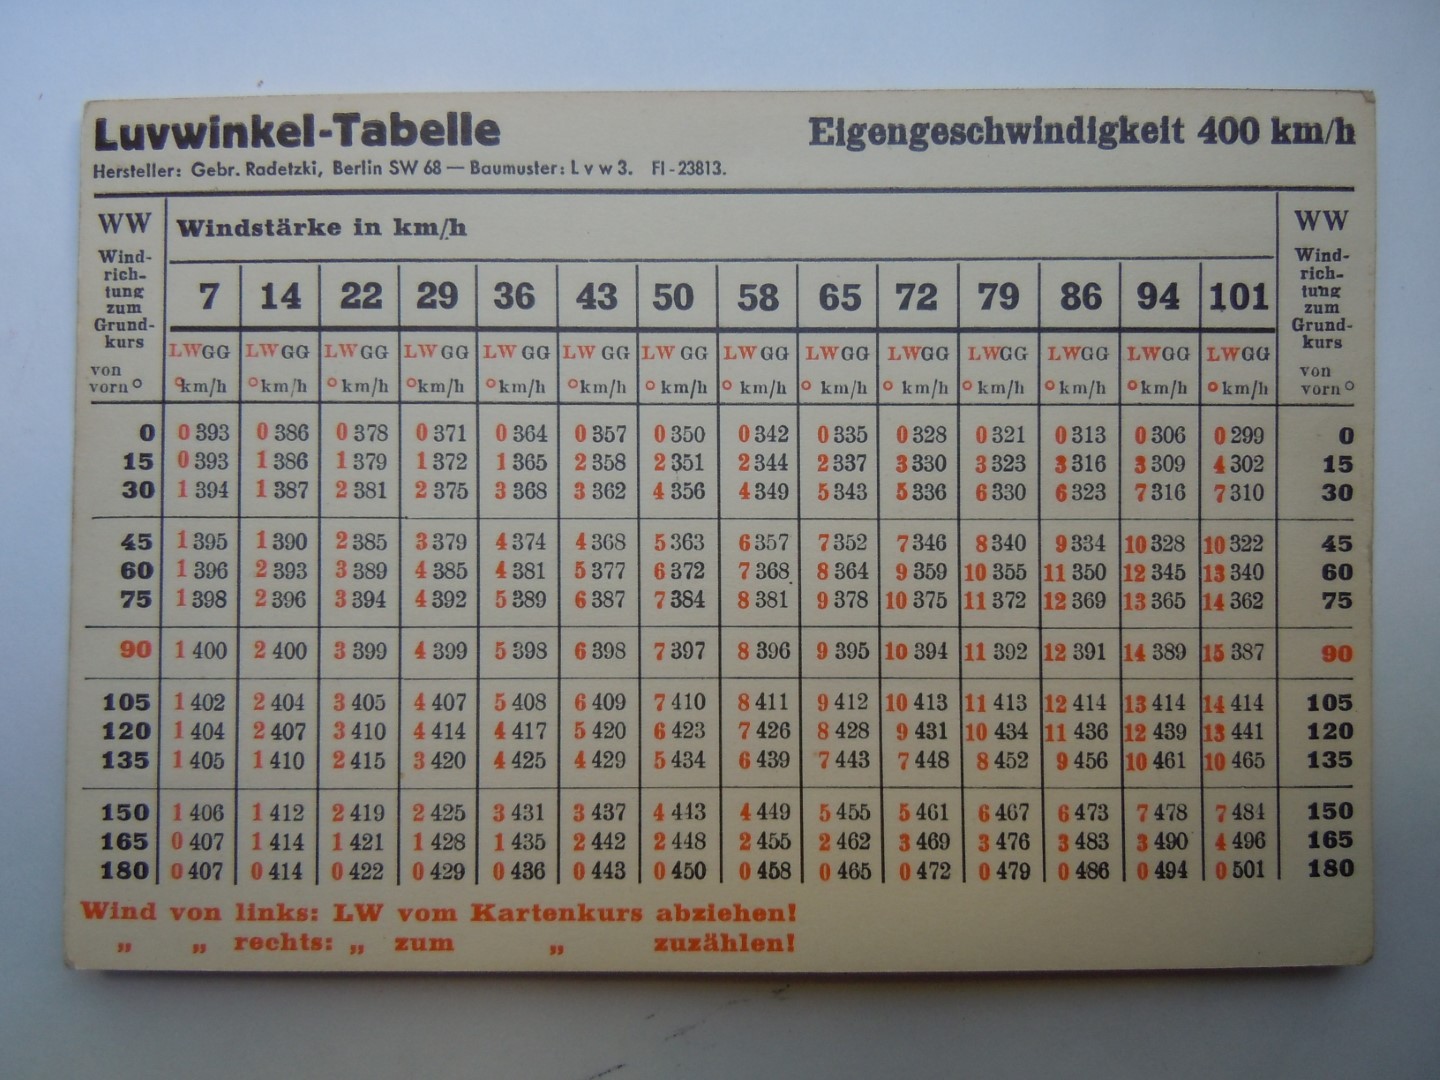 Luvwinkel-Tabelle Eigengeschwindigkeit 400 km/h
Hersteller: Gebr. Radetzki, Berlin SW 68 — Baumuster: L v w 3. Fl - 23813.
WW Windstärke in km/h WW
Wind- Wind-
rich- rich-
tung tung
zum zum
Grund- Grund-
kurs kurs
von von
vorn° vorn°
7 14 22 29 36 43 50 58 65 72 79 86 94 101
LW GG LW GG LW GG LW GG LW GG LW GG LW GG LW GG LW GG LW GG LW GG LW GG LW GG LW GG
° km/h ° km/h ° km/h ° km/h ° km/h ° km/h ° km/h ° km/h ° km/h ° km/h ° km/h ° km/h ° km/h ° km/h
0 0 393 0 386 0 378 0 371 0 364 0 357 0 350 0 342 0 335 0 328 0 321 0 313 0 306 0 299 0
15 0 393 1 386 1 379 1 372 1 365 2 358 2 351 2 344 2 337 3 330 3 323 3 316 3 309 4 302 15
30 1 394 1 387 2 381 2 375 3 368 3 362 4 356 4 349 5 343 5 336 6 330 6 323 7 316 7 310 30
45 1 395 1 390 2 385 3 379 4 374 4 368 5 363 6 357 7 352 7 346 8 340 9 334 10 328 10 322 45
60 1 396 2 393 3 389 4 385 4 381 5 377 6 372 7 368 8 364 9 359 10 355 11 350 12 345 13 340 60
75 1 398 2 396 3 394 4 392 5 389 6 387 7 384 8 381 9 378 10 375 11 372 12 369 13 365 14 362 75
90 1 400 2 400 3 399 4 399 5 398 6 398 7 397 8 396 9 395 10 394 11 392 12 391 14 389 15 387 90
105 1 402 2 404 3 405 4 407 5 408 6 409 7 410 8 411 9 412 10 413 11 413 12 414 13 414 14 414 105
120 1 404 2 407 3 410 4 414 4 417 5 420 6 423 7 426 8 428 9 431 10 434 11 436 12 439 13 441 120
135 1 405 1 410 2 415 3 420 4 425 4 429 5 434 6 439 7 443 7 448 8 452 9 456 10 461 10 465 135
150 1 406 1 412 2 419 2 425 3 431 3 437 4 443 4 449 5 455 5 461 6 467 6 473 7 478 7 484 150
165 0 407 1 414 1 421 1 428 1 435 2 442 2 448 2 455 2 462 3 469 3 476 3 483 3 490 4 496 165
180 0 407 0 414 0 422 0 429 0 436 0 443 0 450 0 458 0 465 0 472 0 479 0 486 0 494 0 501 180
Wind von links: LW vom Kartenkurs abziehen!
„ „ rechts: „ zum „ zuzählen!